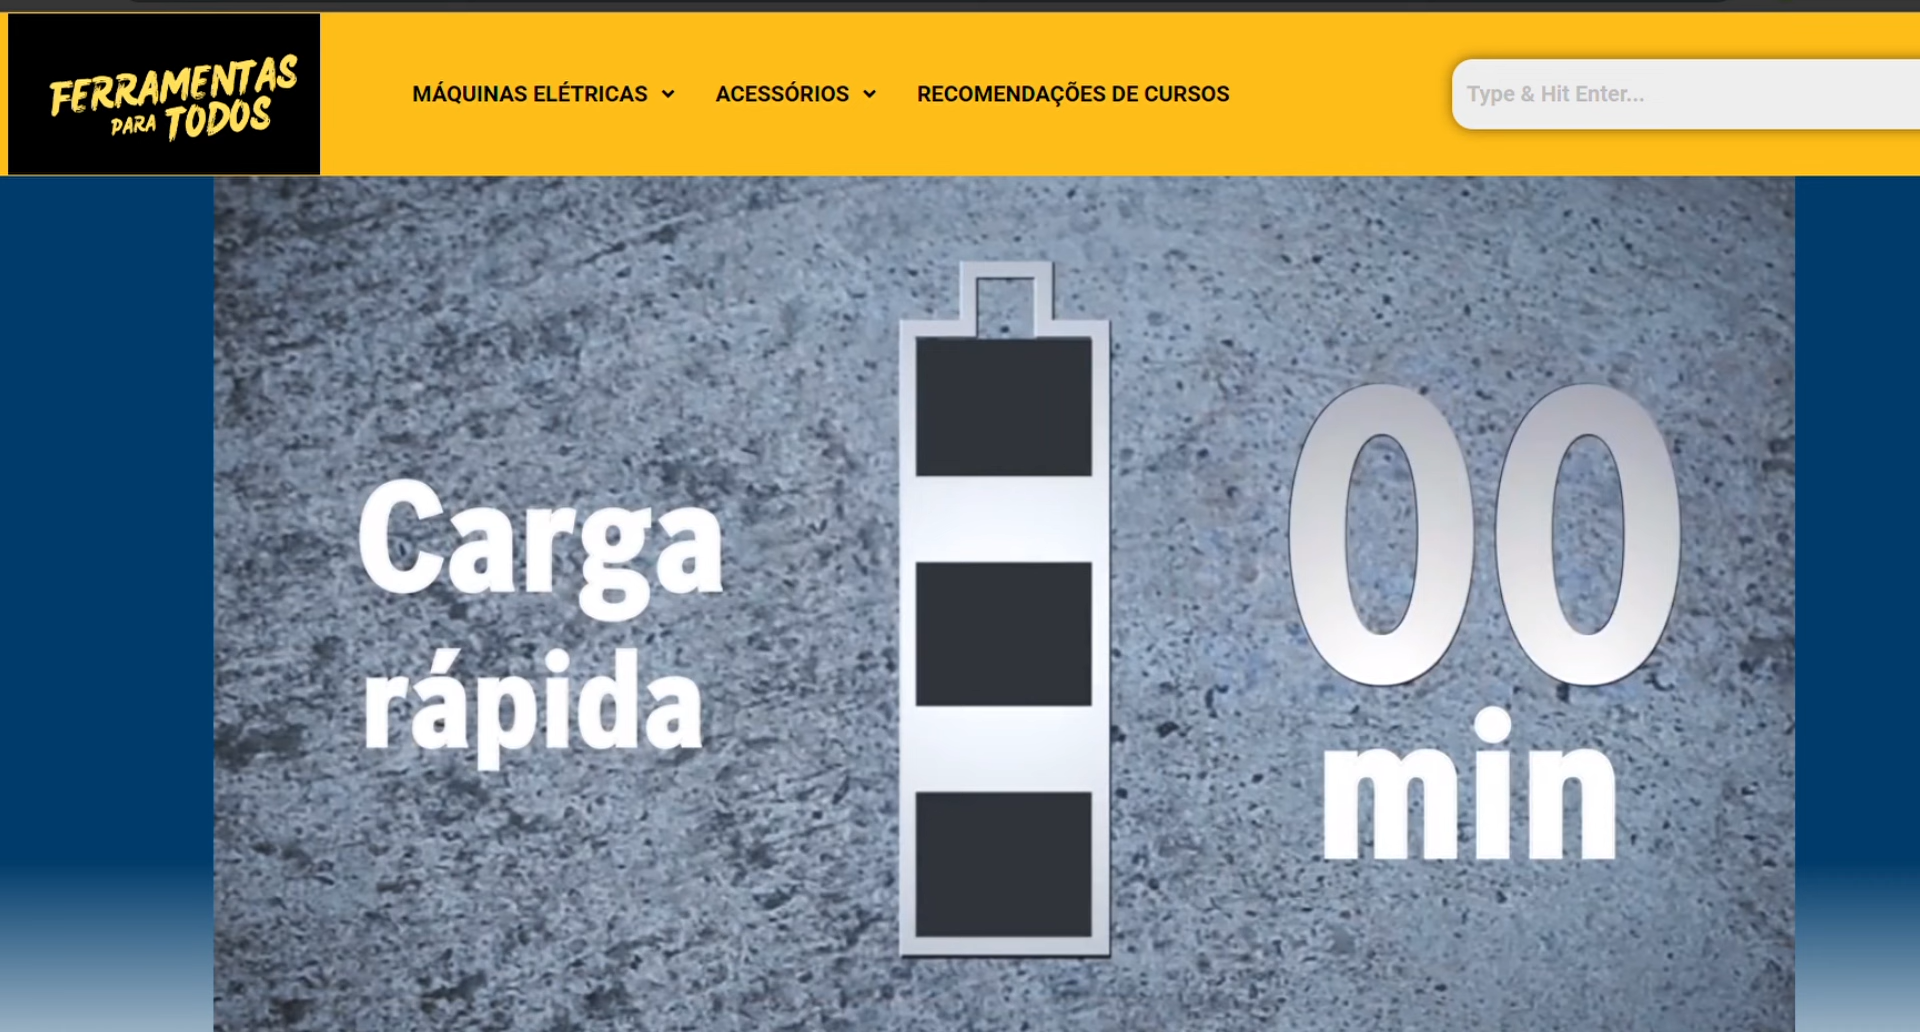 FERRAMENTAS
PARA TODOS
MÁQUINAS ELÉTRICAS
ACESSÓRIOS
RECOMENDAÇÕES DE CURSOS
Type & Hit Enter...
Carga
rápida
00
min